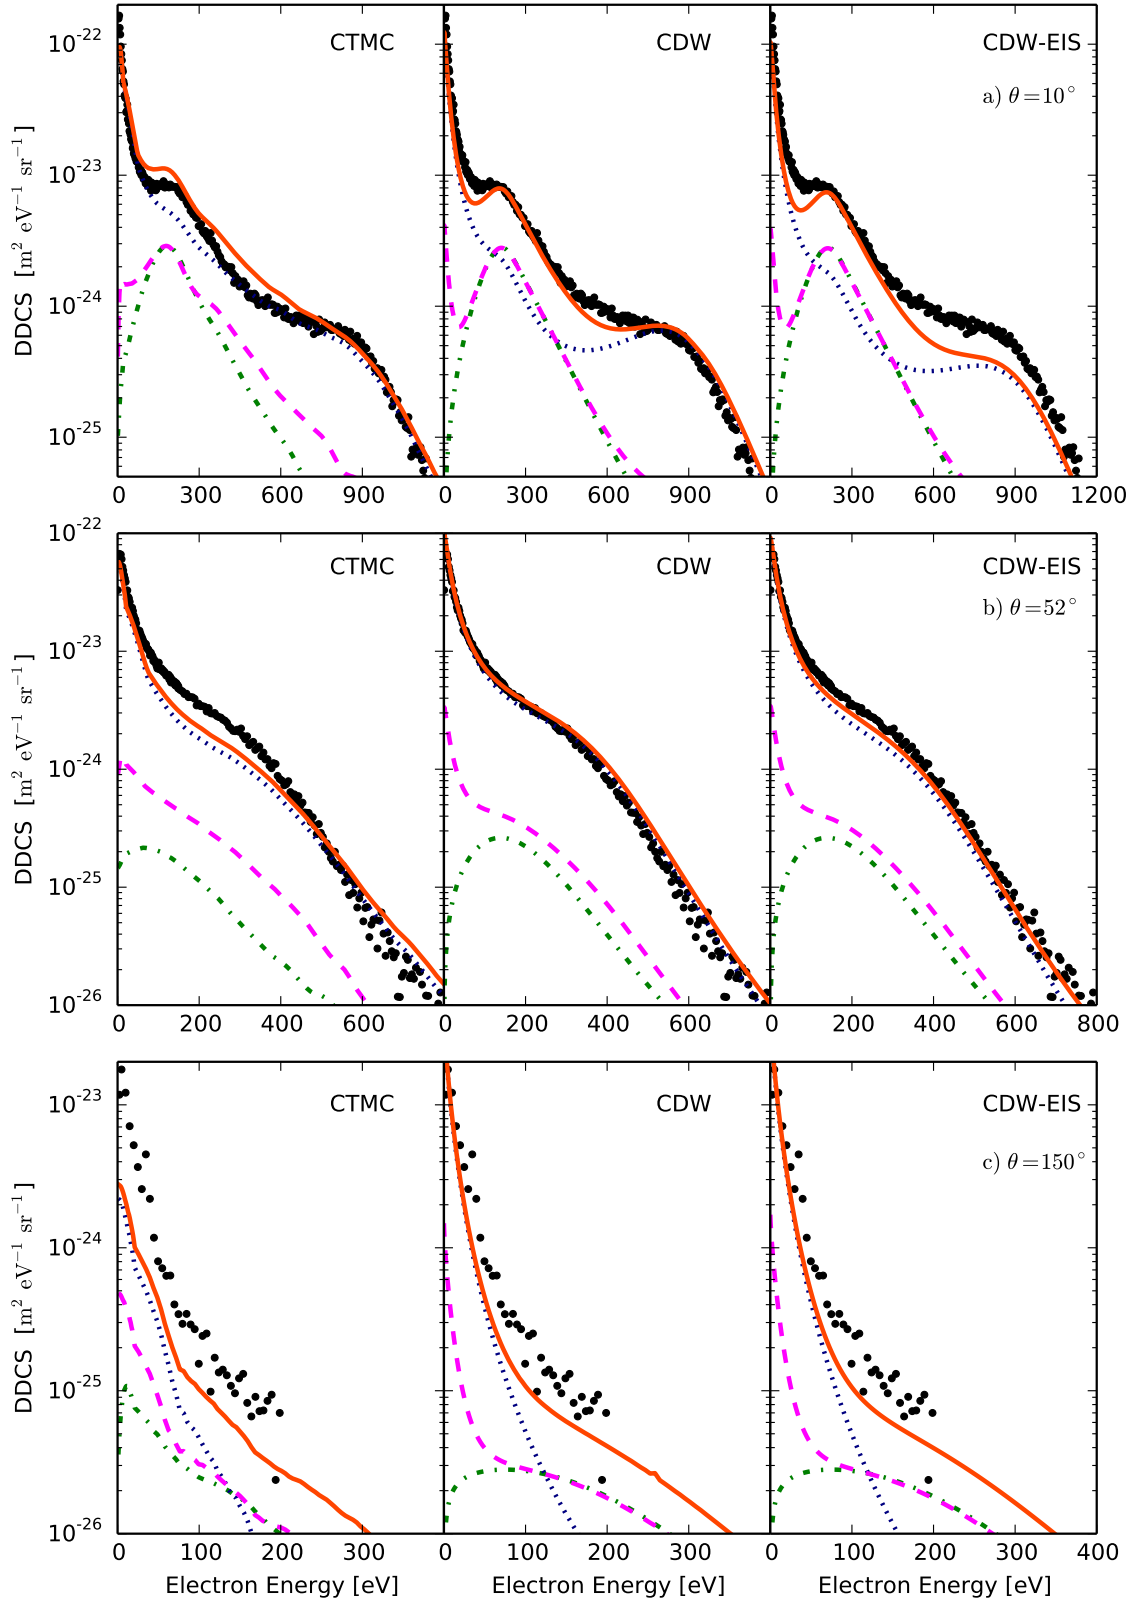 CTMC CDW CDW-EIS
a) θ=10°
10⁻²²
10⁻²³
10⁻²⁴
10⁻²⁵
DDCS [m² eV⁻¹ sr⁻¹]
0 300 600 900 0 300 600 900 0 300 600 900 1200
CTMC CDW CDW-EIS
b) θ=52°
10⁻²²
10⁻²³
10⁻²⁴
10⁻²⁵
10⁻²⁶
DDCS [m² eV⁻¹ sr⁻¹]
0 200 400 600 0 200 400 600 0 200 400 600 800
CTMC CDW CDW-EIS
c) θ=150°
10⁻²³
10⁻²⁴
10⁻²⁵
10⁻²⁶
DDCS [m² eV⁻¹ sr⁻¹]
0 100 200 300 0 100 200 300 0 100 200 300 400
Electron Energy [eV] Electron Energy [eV] Electron Energy [eV]